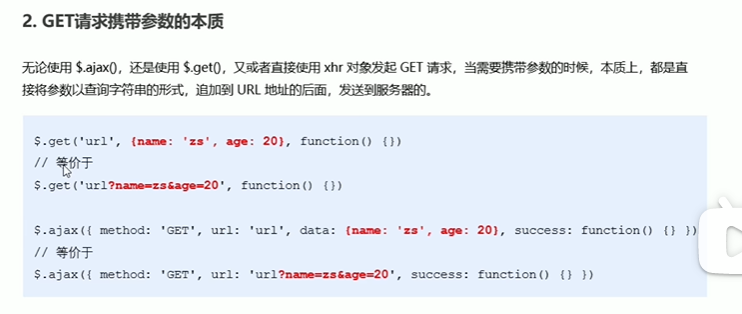 2. GET请求携带参数的本质
无论使用 $.ajax()，还是使用 $.get()，又或者直接使用 xhr 对象发起 GET 请求，当需要携带参数的时候，本质上，都是直
接将参数以查询字符串的形式，追加到 URL 地址的后面，发送到服务器的。
$.get('url', {name: 'zs', age: 20}, function() {})
// 等价于
$.get('url?name=zs&age=20', function() {})
$.ajax({ method: 'GET', url: 'url', data: {name: 'zs', age: 20}, success: function() {} })
// 等价于
$.ajax({ method: 'GET', url: 'url?name=zs&age=20', success: function() {} })